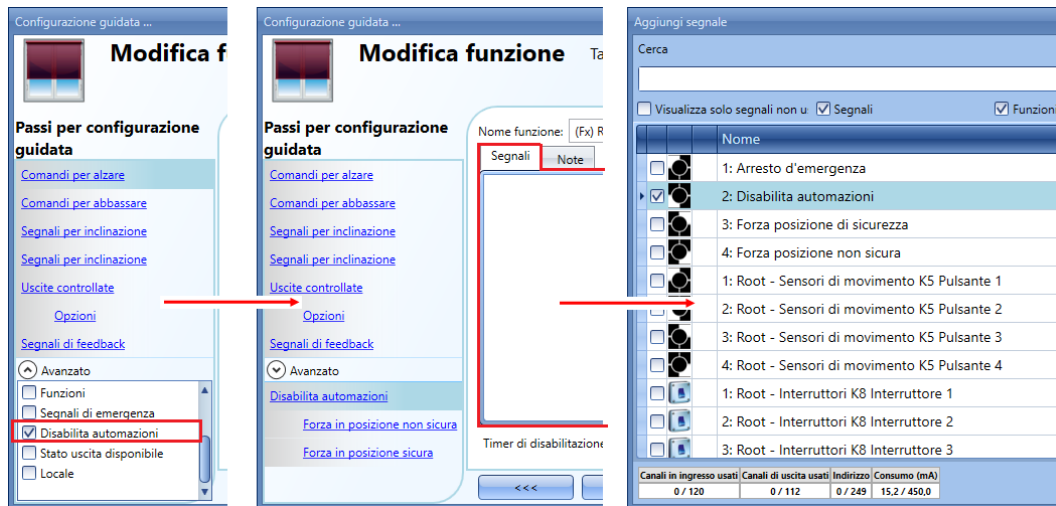 Configurazione guidata ...
Modifica f
Passi per configurazione
guidata
Comandi per alzare
Comandi per abbassare
Segnali per inclinazione
Segnali per inclinazione
Uscite controllate
Opzioni
Segnali di feedback
Avanzato
Funzioni
Segnali di emergenza
Disabilita automazioni
Stato uscita disponibile
Locale
Configurazione guidata ...
Modifica funzione Ta
Passi per configurazione
guidata
Comandi per alzare
Comandi per abbassare
Segnali per inclinazione
Segnali per inclinazione
Uscite controllate
Opzioni
Segnali di feedback
Avanzato
Disabilita automazioni
Forza in posizione non sicura
Forza in posizione sicura
Nome funzione: (Fx) R
Segnali Note
Timer di disabilitazione
<<<
Aggiungi segnale
Cerca
Visualizza solo segnali non u Segnali Funzioni
Nome
1: Arresto d'emergenza
2: Disabilita automazioni
3: Forza posizione di sicurezza
4: Forza posizione non sicura
1: Root - Sensori di movimento K5 Pulsante 1
2: Root - Sensori di movimento K5 Pulsante 2
3: Root - Sensori di movimento K5 Pulsante 3
4: Root - Sensori di movimento K5 Pulsante 4
1: Root - Interruttori K8 Interruttore 1
2: Root - Interruttori K8 Interruttore 2
3: Root - Interruttori K8 Interruttore 3
Canali in ingresso usati Canali di uscita usati Indirizzo Consumo (mA)
0 / 120 0 / 112 0 / 249 15,2 / 450,0